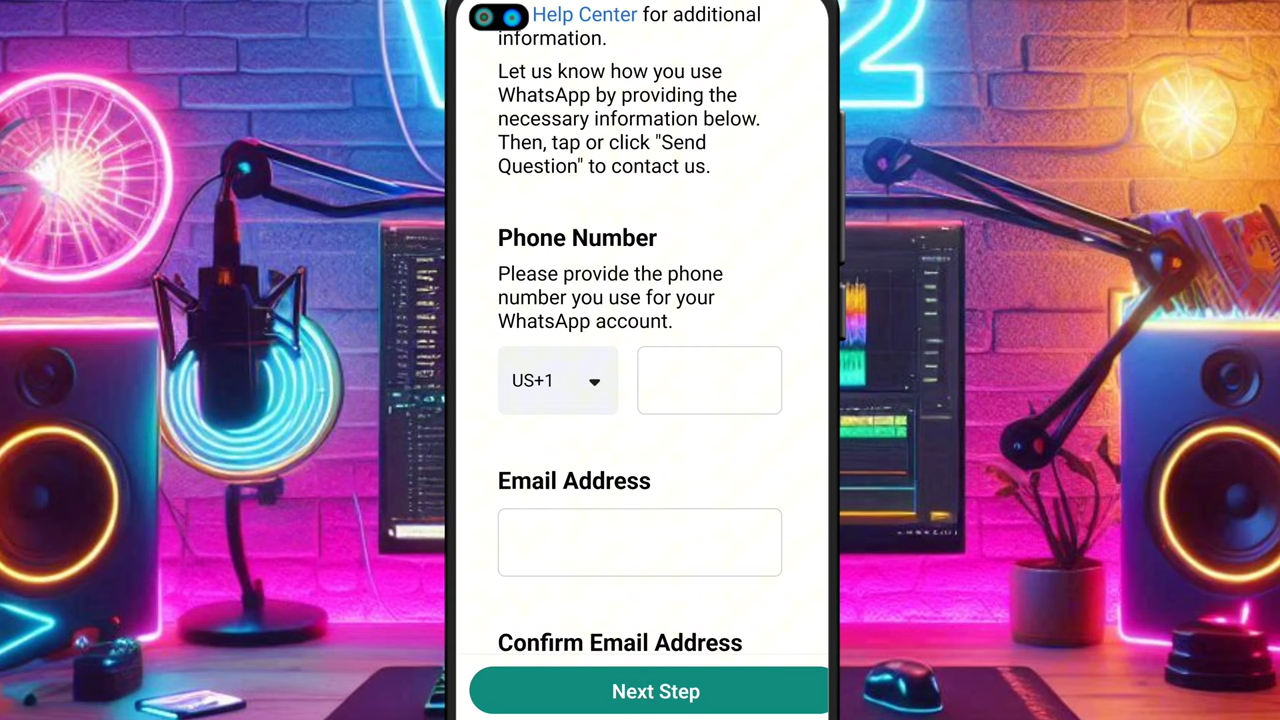 Help Center for additional
information.
Let us know how you use
WhatsApp by providing the
necessary information below.
Then, tap or click "Send
Question" to contact us.
Phone Number
Please provide the phone
number you use for your
WhatsApp account.
US+1
Email Address
Confirm Email Address
Next Step